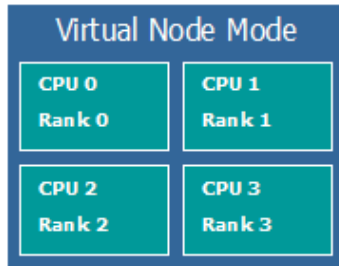 Virtual Node Mode
CPU 0
Rank 0
CPU 1
Rank 1
CPU 2
Rank 2
CPU 3
Rank 3